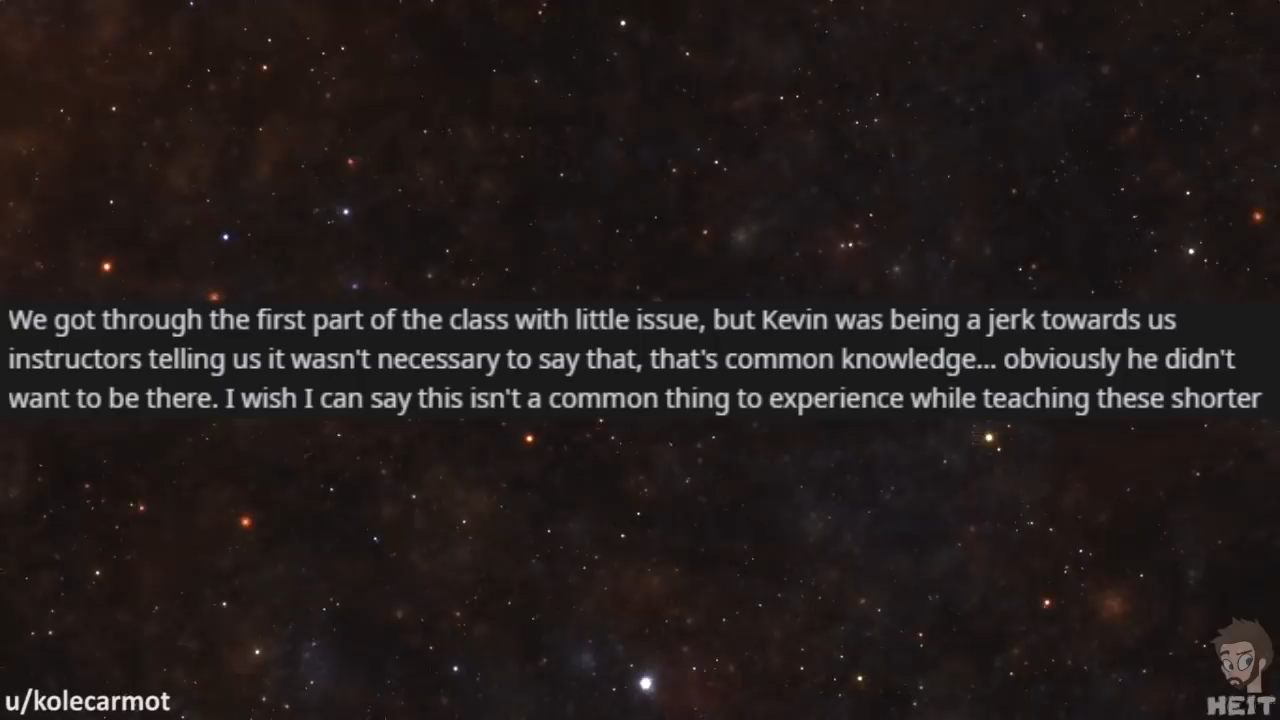 We got through the first part of the class with little issue, but Kevin was being a jerk towards us
instructors telling us it wasn't necessary to say that, that's common knowledge... obviously he didn't
want to be there. I wish I can say this isn't a common thing to experience while teaching these shorter
u/kolecarmot
HEIT